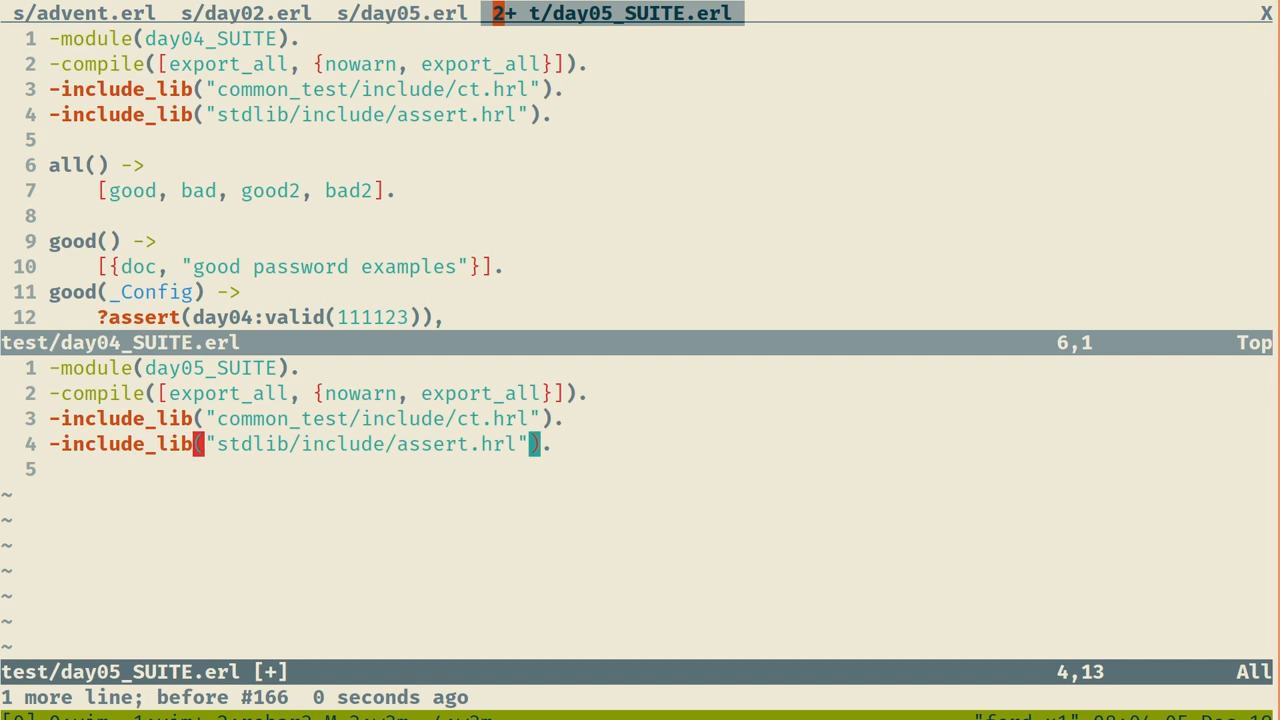 s/advent.erl  s/day02.erl  s/day05.erl  2+ t/day05_SUITE.erl  X
1 -module(day04_SUITE).
2 -compile([export_all, {nowarn, export_all}]).
3 -include_lib("common_test/include/ct.hrl").
4 -include_lib("stdlib/include/assert.hrl").
5
6 all() ->
7     [good, bad, good2, bad2].
8
9 good() ->
10     [{doc, "good password examples"}].
11 good(_Config) ->
12     ?assert(day04:valid(111123)),
test/day04_SUITE.erl  6,1  Top
1 -module(day05_SUITE).
2 -compile([export_all, {nowarn, export_all}]).
3 -include_lib("common_test/include/ct.hrl").
4 -include_lib("stdlib/include/assert.hrl").
5
~
~
~
~
~
~
~
test/day05_SUITE.erl [+]  4,13  All
1 more line; before #166  0 seconds ago